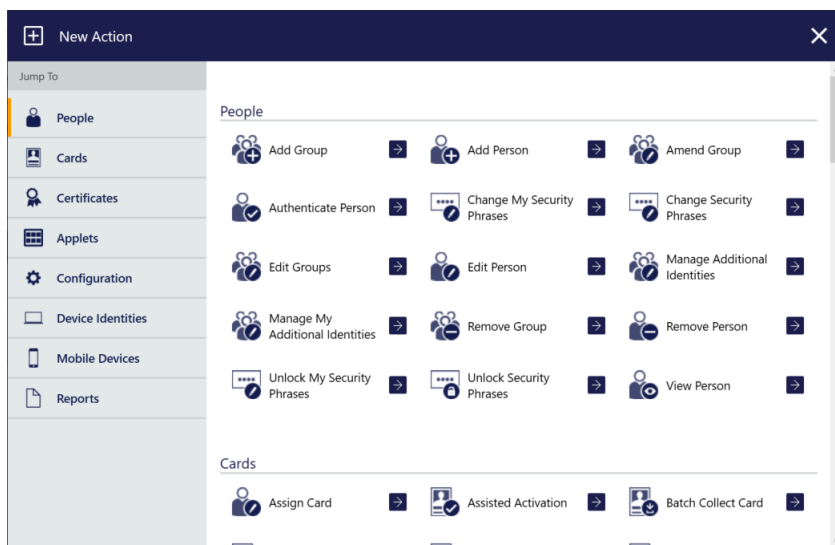 New Action
Jump To
People
Cards
Certificates
Applets
Configuration
Device Identities
Mobile Devices
Reports
People
Add Group
Add Person
Amend Group
Authenticate Person
Change My Security
Phrases
Change Security
Phrases
Edit Groups
Edit Person
Manage Additional
Identities
Manage My
Additional Identities
Remove Group
Remove Person
Unlock My Security
Phrases
Unlock Security
Phrases
View Person
Cards
Assign Card
Assisted Activation
Batch Collect Card